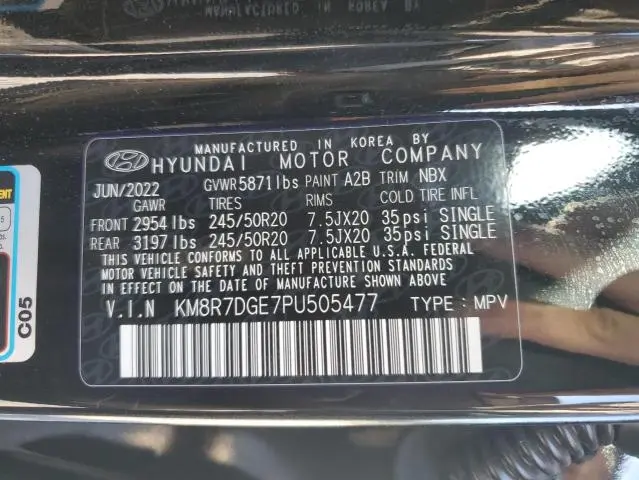 MANUFACTURED IN KOREA BY
HYUNDAI MOTOR COMPANY
JUN/2022 GVWR 5871lbs PAINT A2B TRIM NBX
GAWR TIRES RIMS COLD TIRE INFL
FRONT 2954 lbs 245/50R20 7.5JX20 35psi SINGLE
REAR 3197 lbs 245/50R20 7.5JX20 35psi SINGLE
THIS VEHICLE CONFORMS TO ALL APPLICABLE U.S.A. FEDERAL
MOTOR VEHICLE SAFETY AND THEFT PREVENTION STANDARDS IN
EFFECT ON THE DATE OF MANUFACTURE SHOWN ABOVE.
V.I.N KM8R7DGE7PU505477 TYPE : MPV
C05